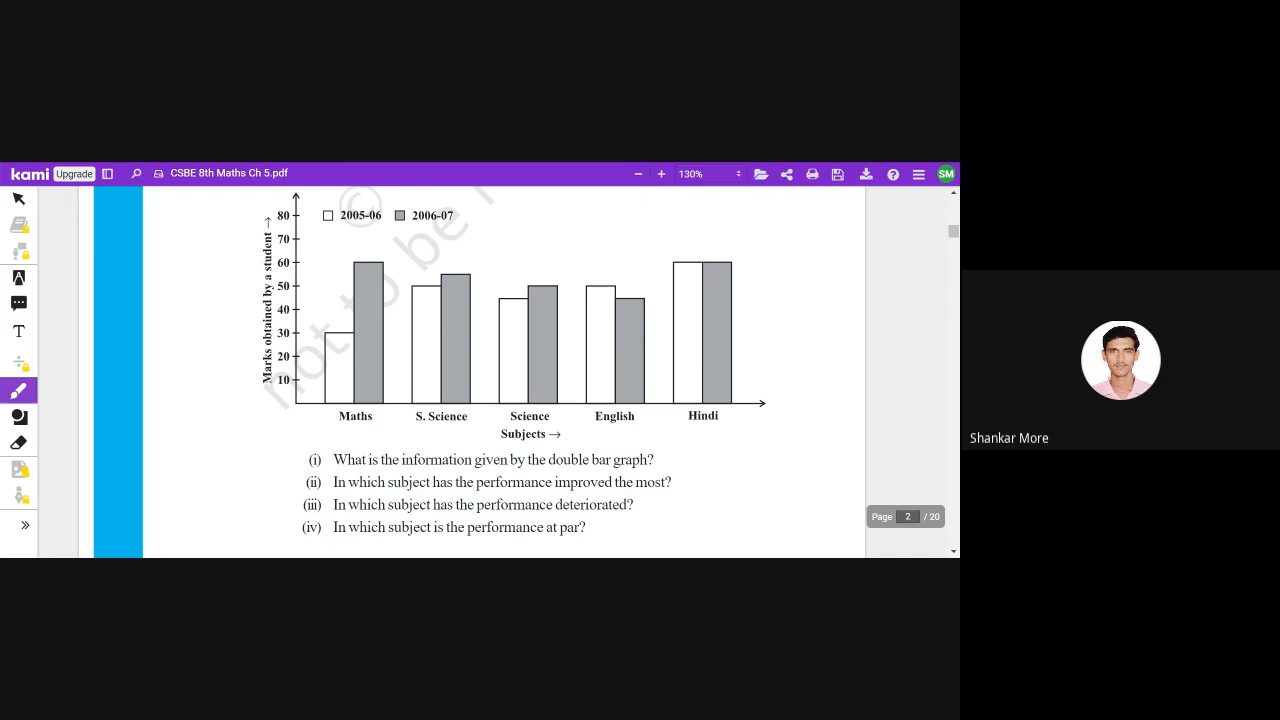 kami Upgrade CSBE 8th Maths Ch 5.pdf 130% SM
80 2005-06 2006-07
70
60
50
40
30
20
10
Marks obtained by a student →
not to be r
©
Maths S. Science Science English Hindi
Subjects →
(i) What is the information given by the double bar graph?
(ii) In which subject has the performance improved the most?
(iii) In which subject has the performance deteriorated?
(iv) In which subject is the performance at par?
Page 2 / 20
Shankar More